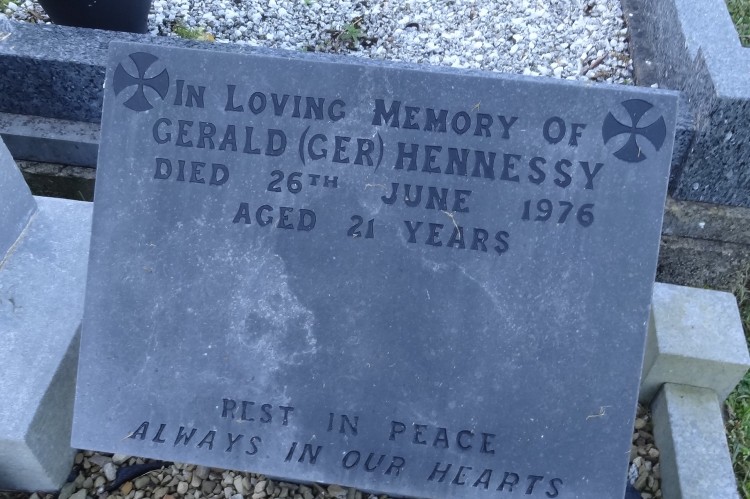 IN LOVING MEMORY OF
GERALD (GER) HENNESSY
DIED 26TH JUNE 1976
AGED 21 YEARS
REST IN PEACE
ALWAYS IN OUR HEARTS